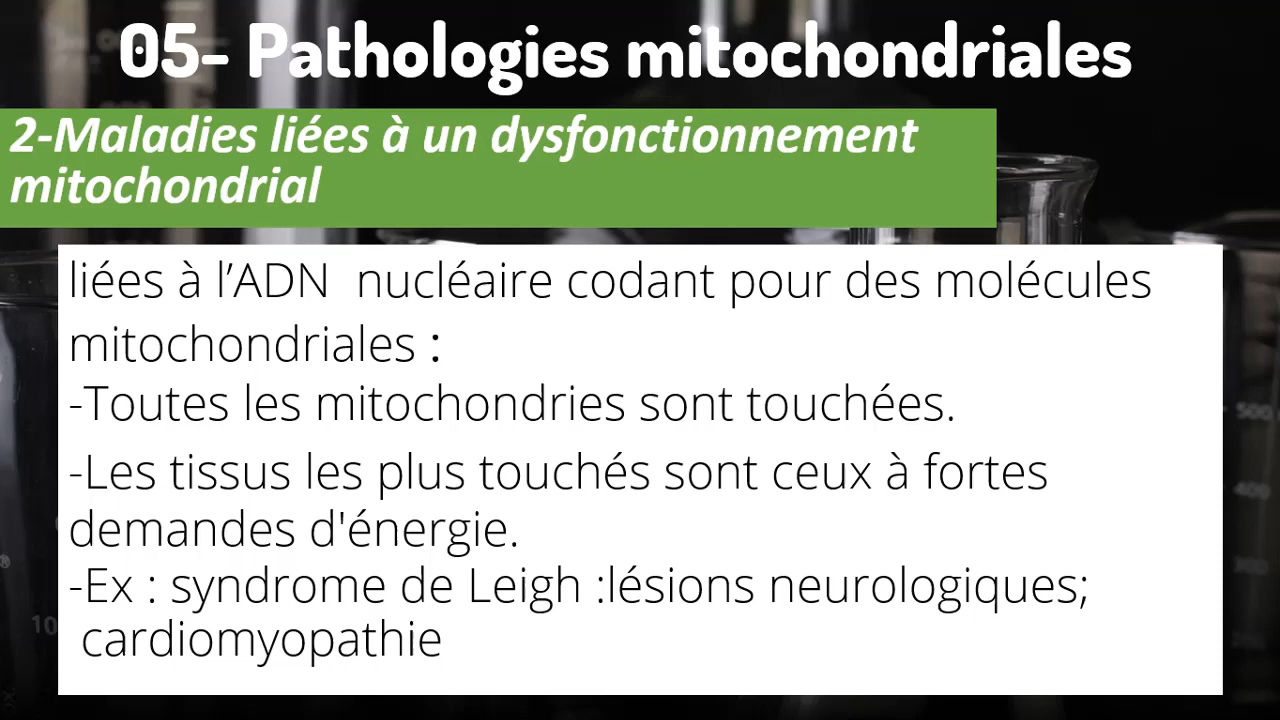 05- Pathologies mitochondriales
2-Maladies liées à un dysfonctionnement
mitochondrial
liées à l’ADN  nucléaire codant pour des molécules
mitochondriales :
-Toutes les mitochondries sont touchées.
-Les tissus les plus touchés sont ceux à fortes
demandes d'énergie.
-Ex : syndrome de Leigh :lésions neurologiques;
cardiomyopathie